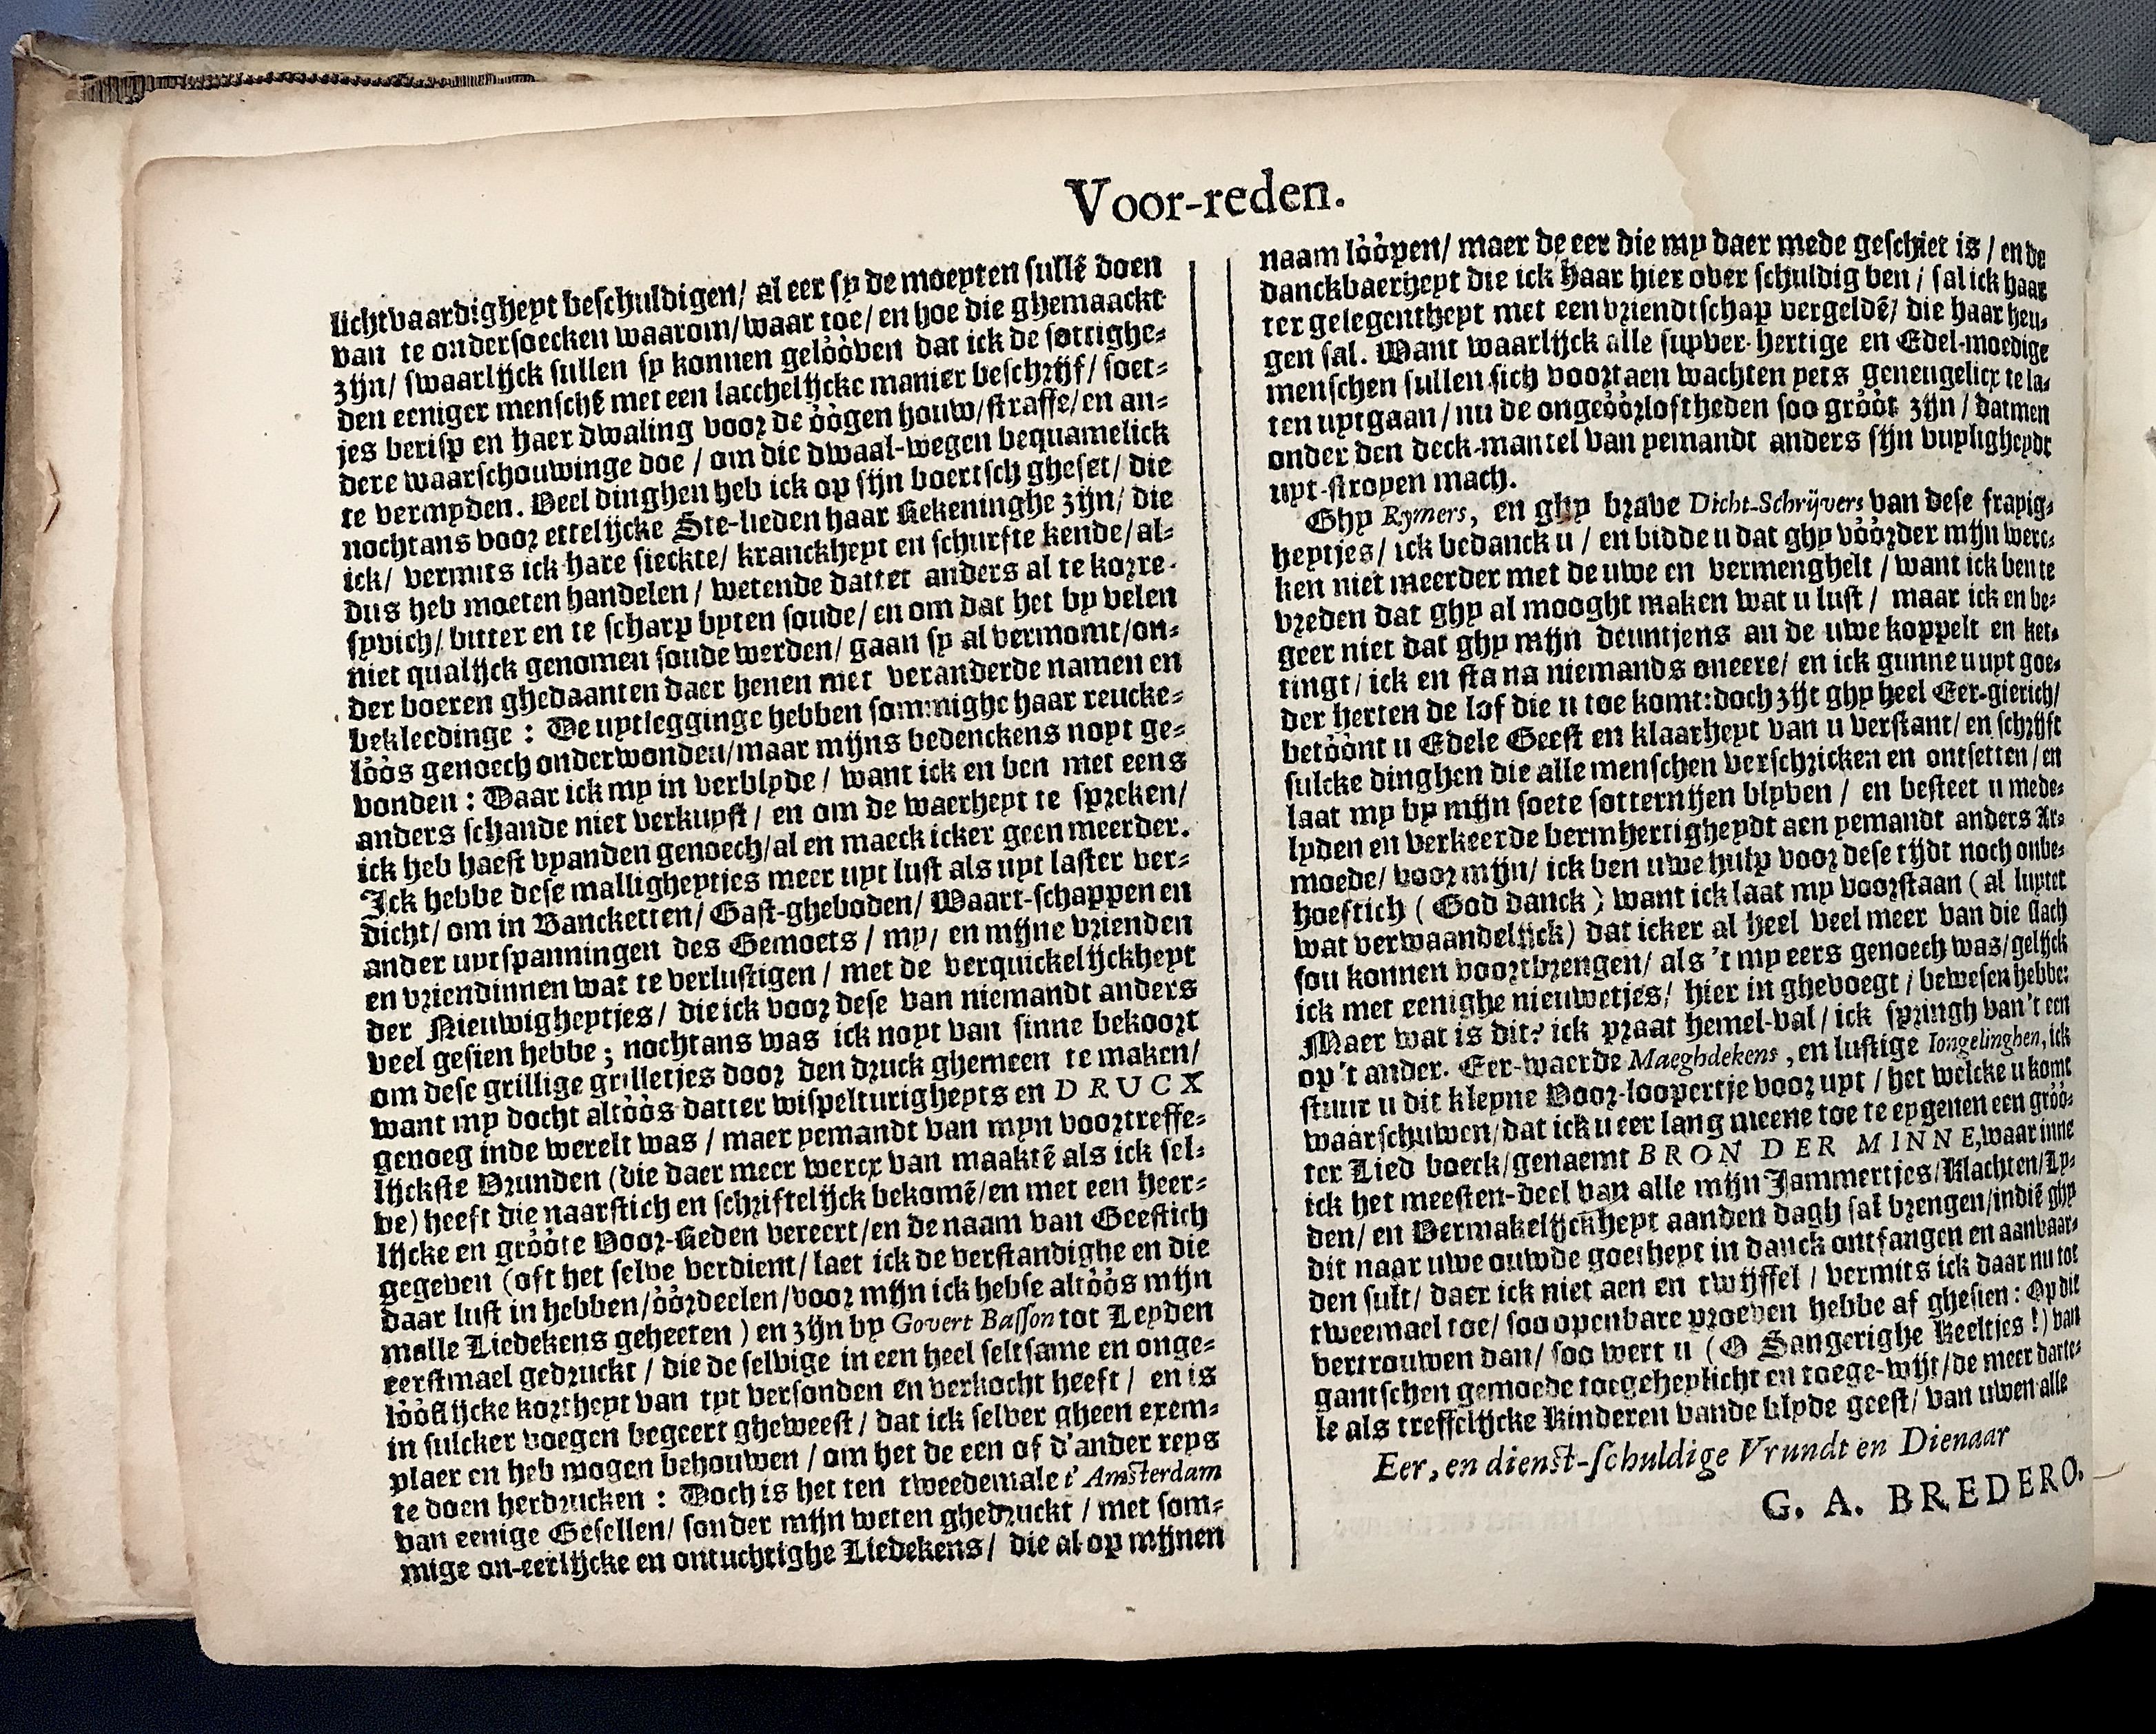 Voor-reden.
lichtvaardigheyt beschuldigen/ al eer sy de moeyten sullẽ doen
van te ondersoecken waarom/ waar toe/ en hoe die ghemaackt
zijn/ swaarlijck sullen sy konnen gelòòven dat ick de sottighe-
den eeniger menschẽ met een lacchelijcke manier beschrijf/ soet-
jes berisp en haer dwaling voor de òògen houw/ straffe/ en an-
dere waarschouwinge doe / om die dwaal-wegen bequamelick
te vermyden. Veel dinghen heb ick op sijn boertsch gheset/ die
nochtans voor ettelijcke Ste-lieden haar Rekeninghe zijn/ die
ick/ vermits ick hare sieckte/ kranckheyt en schurfte kende/ al-
dus heb moeten handelen / wetende dattet anders al te korre-
syvich/ bitter en te scharp byten soude/ en om dat het by velen
niet qualijck genomen soude werden/ gaan sy al vermomt/ on-
der boeren ghedaanten daer henen met veranderde namen en
bekleedinge : De uytlegginge hebben sommighe haar reucke-
lòòs genoech onderwonden/ maar mijns bedenckens noyt ge-
vonden : Daar ick my in verblyde / want ick en ben met eens
anders schande niet verkuyst / en om de waerheyt te spreken/
ick heb haest vyanden genoech/ al en maeck icker geen meerder.
Ick hebbe dese malligheytjes meer uyt lust als uyt laster ver-
dicht/ om in Bancketten/ Gast-gheboden/ Waart-schappen en
ander uytspanningen des Gemoets / my/ en mijne vrienden
en vriendinnen wat te verlustigen / met de verquickelijckheyt
der Nieuwigheytjes/ die ick voor dese van niemandt anders
veel gesien hebbe ; nochtans was ick noyt van sinne bekoort
om dese grillige grilletjes door den druck ghemeen te maken/
want my docht altòòs datter wispelturigheyts en DRUCX
genoeg inde werelt was / maer yemandt van myn voortreffe-
lijckste Vrunden (die daer meer wercx van maaktẽ als ick sel-
ve) heeft die naarstich en schriftelijck bekomẽ/ en met een heer-
lijcke en gròòte Voor-Reden vereert/ en de naam van Geestich
gegeven (oft het selve verdient/ laet ick de verstandighe en die
daar lust in hebben/ òòrdeelen/ voor mijn ick hebse altòòs mijn
malle Liedekens geheeten ) en zijn by Govert Basson tot Leyden
eerstmael gedruckt / die de selvige in een heel seltsame en onge-
lòòflijcke kortheyt van tyt versonden en verkocht heeft / en is
in sulcker voegen begeert gheweest / dat ick selver gheen exem-
plaer en heb mogen behouwen / om het de een of d'ander reys
te doen herdrucken : Doch is het ten tweedemale t' Amsterdam
van eenige Gesellen/ sonder mijn weten ghedruckt / met som-
mige on-eerlijcke en ontuchtighe Liedekens / die al op mijnen
naam lòòpen/ maer de eer die my daer mede geschiet is / en de
danckbaerheyt die ick haar hier over schuldig ben / sal ick haar
ter gelegentheyt met een vriendtschap vergeldẽ/ die haar heu-
gen sal. Want waarlijck alle suyver-hertige en Edel-moedige
menschen sullen sich voortaen wachten yets geneugelicx te la-
ten uytgaan / nu de ongeòòrloftheden soo gròòt zijn / datmen
onder den deck-mantel van yemandt anders sijn vuyligheydt
uyt-stroyen mach.
Ghy Rymers, en ghy brave Dicht-Schrijvers van dese frayig-
heytjes / ick bedanck u / en bidde u dat ghy vòòrder mijn werc-
ken niet meerder met de uwe en vermenghelt / want ick ben te
vreden dat ghy al mooght maken wat u lust / maar ick en be-
geer niet dat ghy mijn deuntjens an de uwe koppelt en ket-
tingt / ick en sta na niemands oneere/ en ick gunne u uyt goe-
der herten de lof die u toe komt: doch zijt ghy heel Eer-gierich/
betòònt u Edele Geest en klaarheyt van u verstant/ en schrijft
sulcke dinghen die alle menschen verschricken en ontsetten / en
laat my by mijn soete sotternijen blyven / en besteet u mede-
lyden en verkeerde bermhertigheydt aen yemandt anders Ar-
moede/ voor mijn/ ick ben uwe hulp voor dese tijdt noch onbe-
hoeftich ( God danck ) want ick laat my voorstaan ( al luytet
wat verwaandelijck) dat icker al heel veel meer van die slach
sou konnen voortbrengen/ als 't my eers genoech was/ gelijck
ick met eenighe nieuwetjes/ hier in ghevoegt / bewesen hebbe:
Maer wat is dit? ick praat hemel-val / ick springh van 't een
op 't ander. Eer-waerde Maeghdekens , en lustige Iongelinghen, ick
stuur u dit kleyne Voor-loopertje voor uyt / het welcke u komt
waarschuwen/ dat ick u eer lang meene toe te eygenen een gròò-
ter Lied boeck/ genaemt BRON DER MINNE, waar inne
ick het meesten-deel van alle mijn Jammertjes/ Klachten/ Ly-
den/ en Vermakelijckheyt aanden dagh sal brengen/ indiẽ ghy
dit naar uwe ouwde goetheyt in danck ontfangen en aanvaar-
den sult/ daer ick niet aen en twijffel / vermits ick daar nu tot
tweemael toe/ soo openbare proeven hebbe af ghesien : Op dit
vertrouwen dan/ soo wert u (O Sangerighe Keeltjes !) van
gantschen gemoede toegeheylicht en toege-wijt/ de meer darte-
le als treffelijcke Kinderen vande blyde geest/ van uwen alle
Eer, en dienst-schuldige Vrundt en Dienaar
G. A. BREDERO.